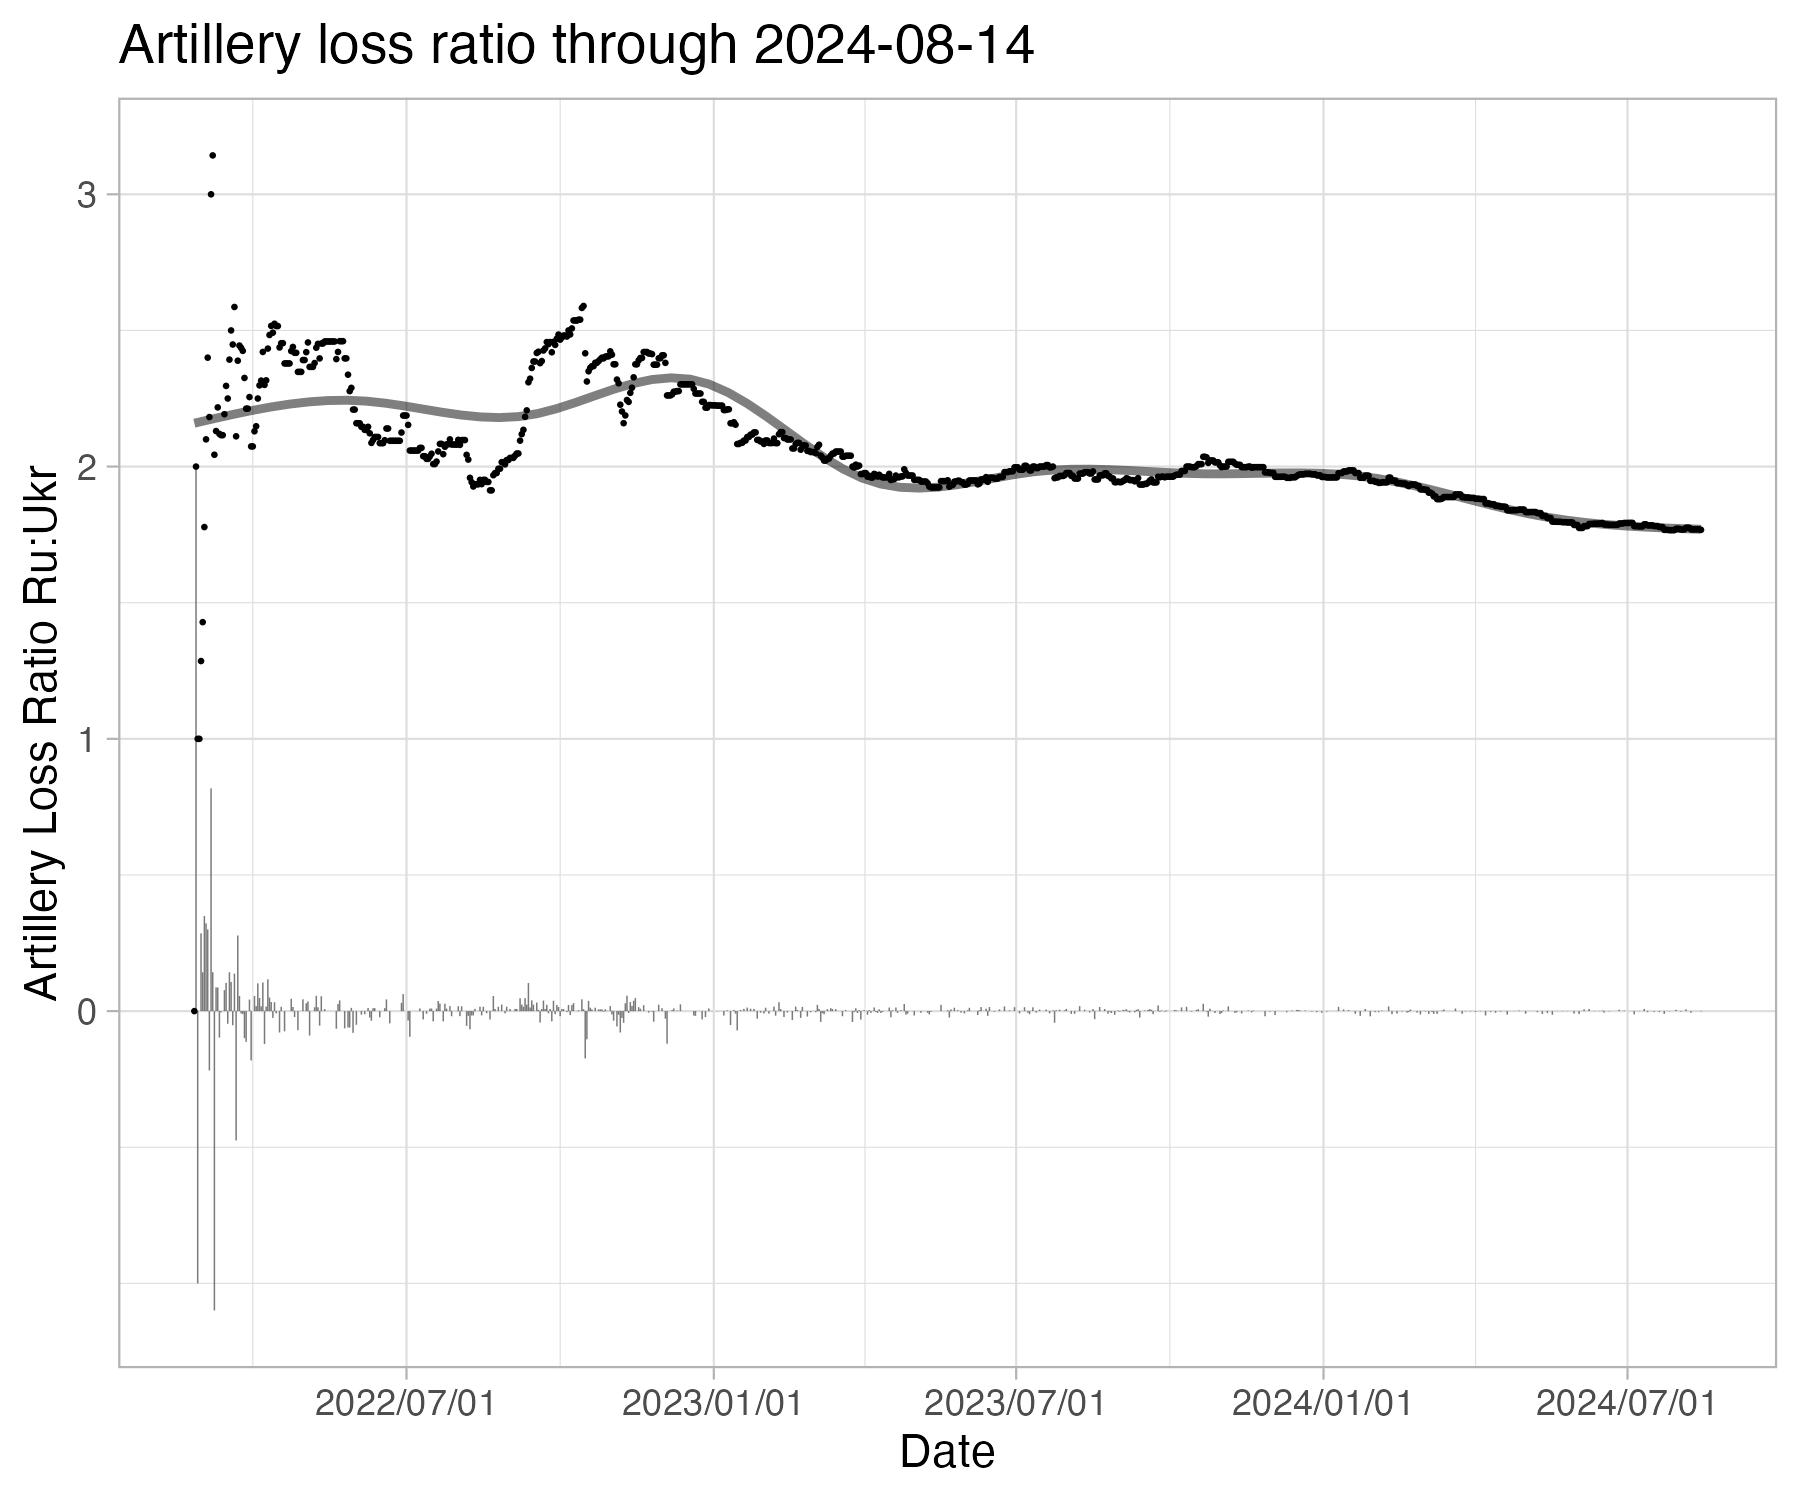 Artillery loss ratio through 2024-08-14
Artillery Loss Ratio Ru:Ukr
3
2
1
0
2022/07/01 2023/01/01 2023/07/01 2024/01/01 2024/07/01
Date